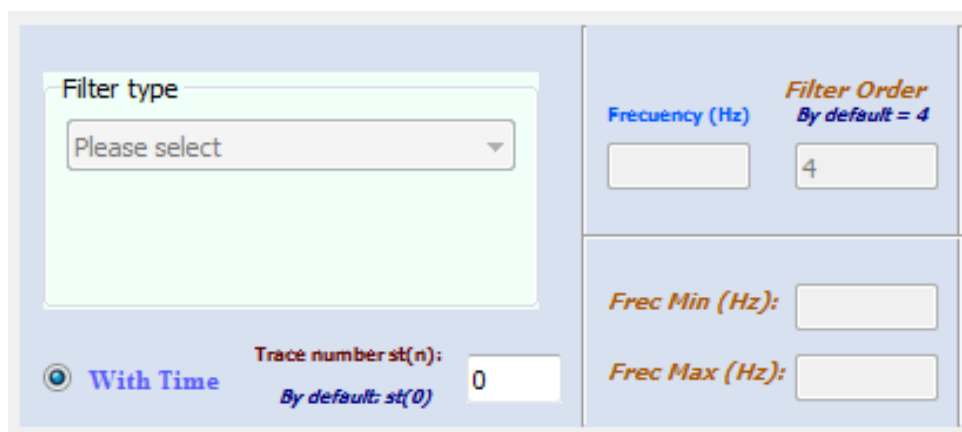 Filter type
Please select
With Time
Trace number st(n):
By default: st(0)
0
Frecuency (Hz)
Filter Order
By default = 4
4
Frec Min (Hz):
Frec Max (Hz):